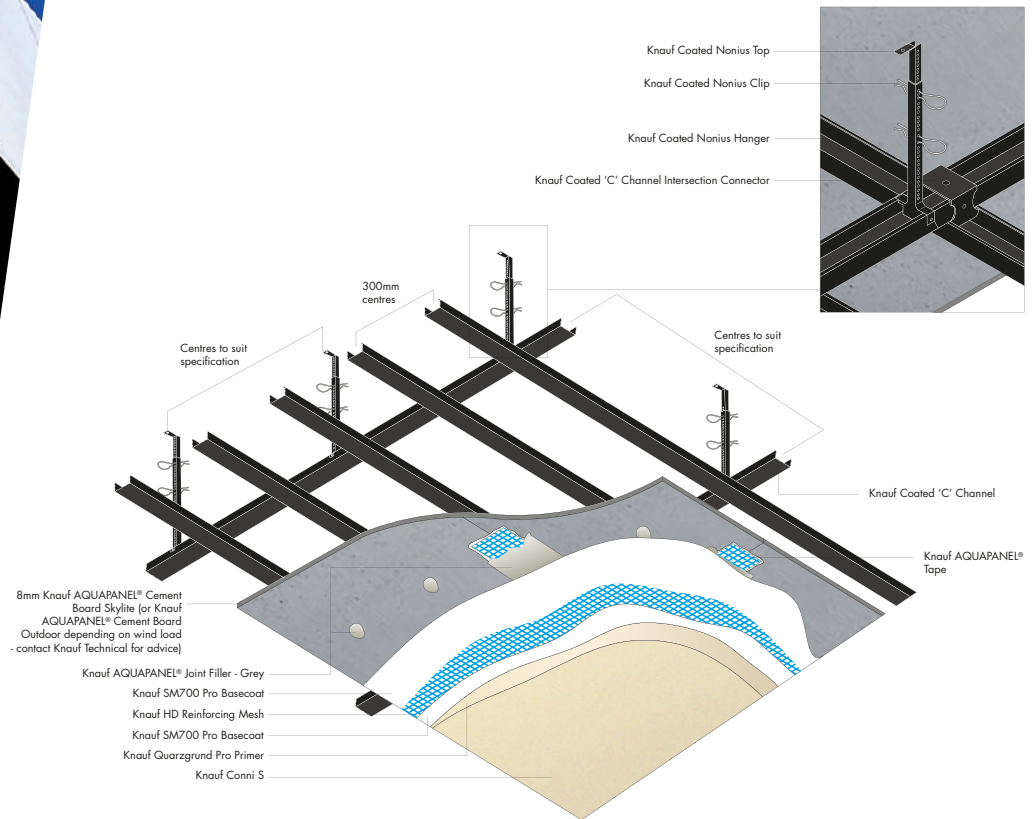 Knauf Coated Nonius Top
Knauf Coated Nonius Clip
Knauf Coated Nonius Hanger
Knauf Coated ‘C’ Channel Intersection Connector
300mm
centres
Centres to suit
specification
Centres to suit
specification
Knauf Coated ‘C’ Channel
Knauf AQUAPANEL®
Tape
8mm Knauf AQUAPANEL® Cement
Board Skylite (or Knauf
AQUAPANEL® Cement Board
Outdoor depending on wind load
- contact Knauf Technical for advice)
Knauf AQUAPANEL® Joint Filler - Grey
Knauf SM700 Pro Basecoat
Knauf HD Reinforcing Mesh
Knauf SM700 Pro Basecoat
Knauf Quarzgrund Pro Primer
Knauf Conni S